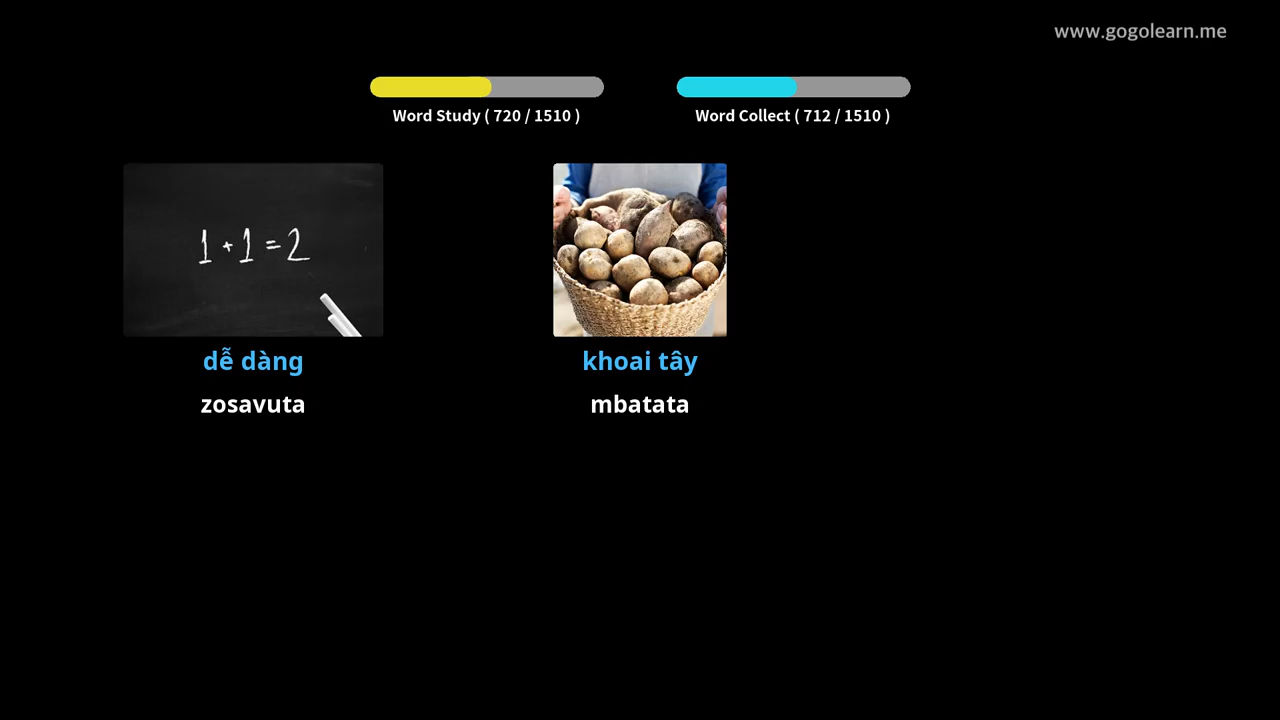 www.gogolearn.me
Word Study ( 720 / 1510 )
Word Collect ( 712 / 1510 )
1 + 1 = 2
dễ dàng
khoai tây
zosavuta
mbatata